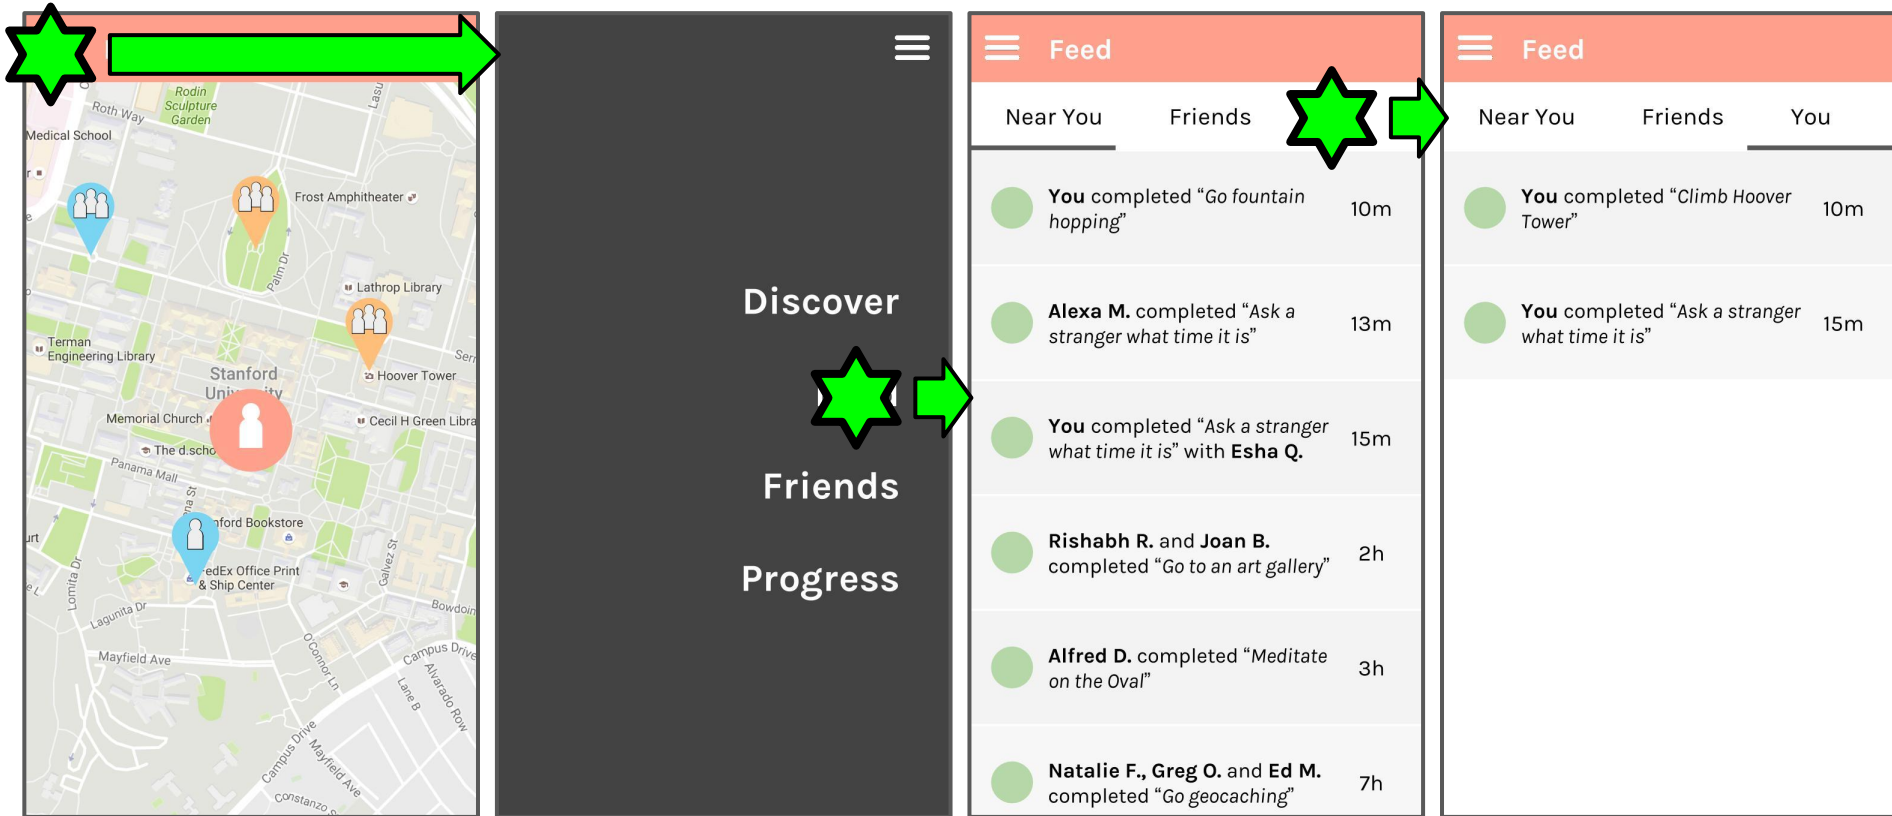 Rodin
Sculpture
Garden
Roth Way
Lasu
Medical School
Frost Amphitheater
Palm Dr
Lathrop Library
Terman
Engineering Library
Stanford
Hoover Tower
Serr
Memorial Church
Cecil H Green Libra
The d.scho
Panama Mall
ena St
nford Bookstore
urt
Galvez St
edEx Office Print
& Ship Center
Lomita Dr
Lagunita Dr
Bowdoin
O'Connor Ln
Mayfield Ave
Campus Drive
Alvarado Row
Lane B
Campus Drive
Mayfield Ave
Constanzo S
Discover
Friends
Progress
Feed
Near You Friends
You completed “Go fountain
hopping”
10m
Alexa M. completed “Ask a
stranger what time it is”
13m
You completed “Ask a stranger
what time it is” with Esha Q.
15m
Rishabh R. and Joan B.
completed “Go to an art gallery”
2h
Alfred D. completed “Meditate
on the Oval”
3h
Natalie F., Greg O. and Ed M.
completed “Go geocaching”
7h
Feed
Near You Friends You
You completed “Climb Hoover
Tower”
10m
You completed “Ask a stranger
what time it is”
15m